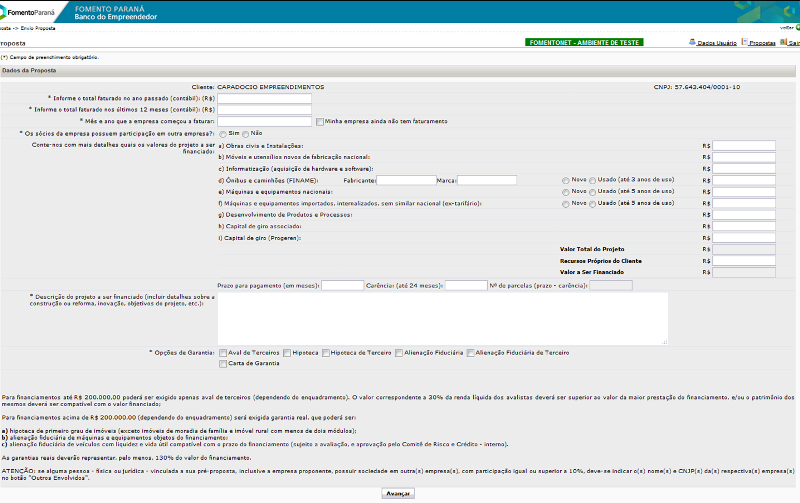 FomentoParaná
FOMENTO PARANÁ
Banco do Empreendedor
osta -> Envio Proposta
voltar
roposta
FOMENTONET - AMBIENTE DE TESTE
Dados Usuário
Propostas
Sair
(*) Campo de preenchimento obrigatório.
Dados da Proposta
Cliente: CAPADOCIO EMPREENDIMENTOS
CNPJ: 57.643.404/0001-10
* Informe o total faturado no ano passado (contábil): (R$)
* Informe o total faturado nos últimos 12 meses (contábil): (R$)
* Mês e ano que a empresa começou a faturar:
Minha empresa ainda não tem faturamento
* Os sócios da empresa possuem participação em outra empresa?:
Sim
Não
Conte-nos com mais detalhes quais os valores do projeto a ser
financiado:
a) Obras civis e Instalações:
R$
b) Móveis e utensílios novos de fabricação nacional:
R$
c) Informatização (aquisição de hardware e software):
R$
d) Ônibus e caminhões (FINAME):
Fabricante:
Marca:
Novo
Usado (até 3 anos de uso)
R$
e) Máquinas e equipamentos nacionais:
Novo
Usado (até 5 anos de uso)
R$
f) Máquinas e equipamentos importados, internalizados, sem similar nacional (ex-tarifário):
Novo
Usado (até 5 anos de uso)
R$
g) Desenvolvimento de Produtos e Processos:
R$
h) Capital de giro associado:
R$
i) Capital de giro (Progeren):
R$
Valor Total do Projeto
R$
Recursos Próprios do Cliente
R$
Valor a Ser Financiado
R$
Prazo para pagamento (em meses):
Carência: (até 24 meses):
Nº de parcelas (prazo - carência):
* Descrição do projeto a ser financiado (incluir detalhes sobre a
construção ou reforma, inovação, objetivos do projeto, etc.):
* Opções de Garantia:
Aval de Terceiros
Hipoteca
Hipoteca de Terceiro
Alienação Fiduciária
Alienação Fiduciária de Terceiro
Carta de Garantia
Para financiamentos até R$ 200.000,00 poderá ser exigido apenas aval de terceiros (dependendo do enquadramento). O valor correspondente a 30% da renda líquida dos avalistas deverá ser superior ao valor da maior prestação do financiamento, e/ou o patrimônio dos
mesmos deverá ser compatível com o valor financiado;
Para financiamentos acima de R$ 200.000,00 (dependendo do enquadramento) será exigida garantia real, que poderá ser:
a) hipoteca de primeiro grau de imóveis (exceto imóveis de moradia de família e imóvel rural com menos de dois módulos);
b) alienação fiduciária de máquinas e equipamentos objetos do financiamento;
c) alienação fiduciária de veículos com liquidez e vida útil compatível com o prazo do financiamento (sujeito a avaliação, e aprovação pelo Comitê de Risco e Crédito - interno).
As garantias reais deverão representar, pelo menos, 130% do valor do financiamento.
ATENÇÃO: se alguma pessoa - física ou jurídica - vinculada a sua pré-proposta, inclusive a empresa proponente, possuir sociedade em outra(s) empresa(s), com participação igual ou superior a 10%, deve-se indicar o(s) nome(s) e CNPJ(s) da(s) respectiva(s) empresa(s)
no botão "Outros Envolvidos".
Avançar